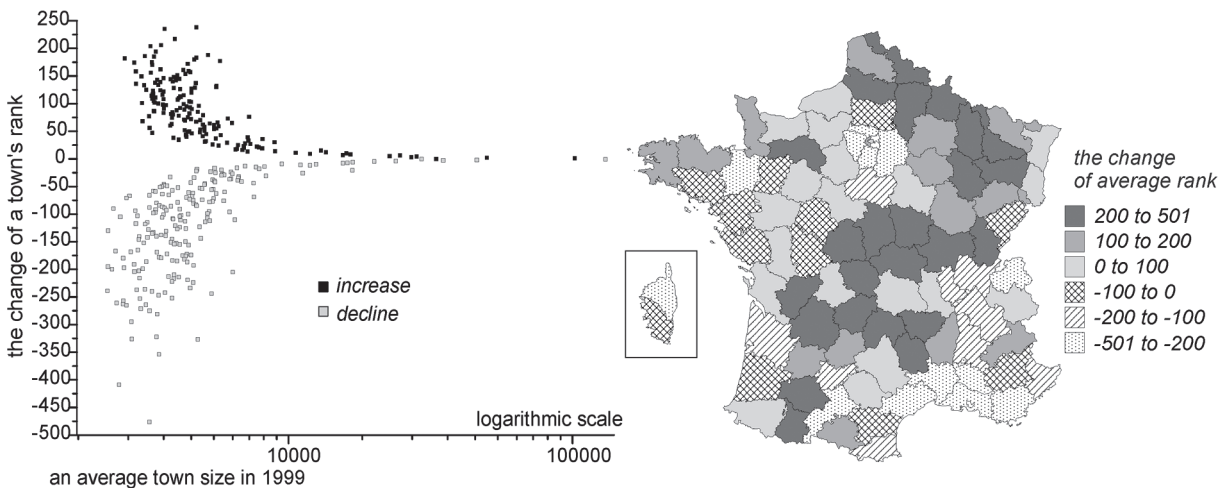 250
200
150
100
50
0
-50
-100
-150
-200
-250
-300
-350
-400
-450
-500
the change of a town's rank
increase
decline
logarithmic scale
10000
100000
an average town size in 1999
the change
of average rank
200 to 501
100 to 200
0 to 100
-100 to 0
-200 to -100
-501 to -200